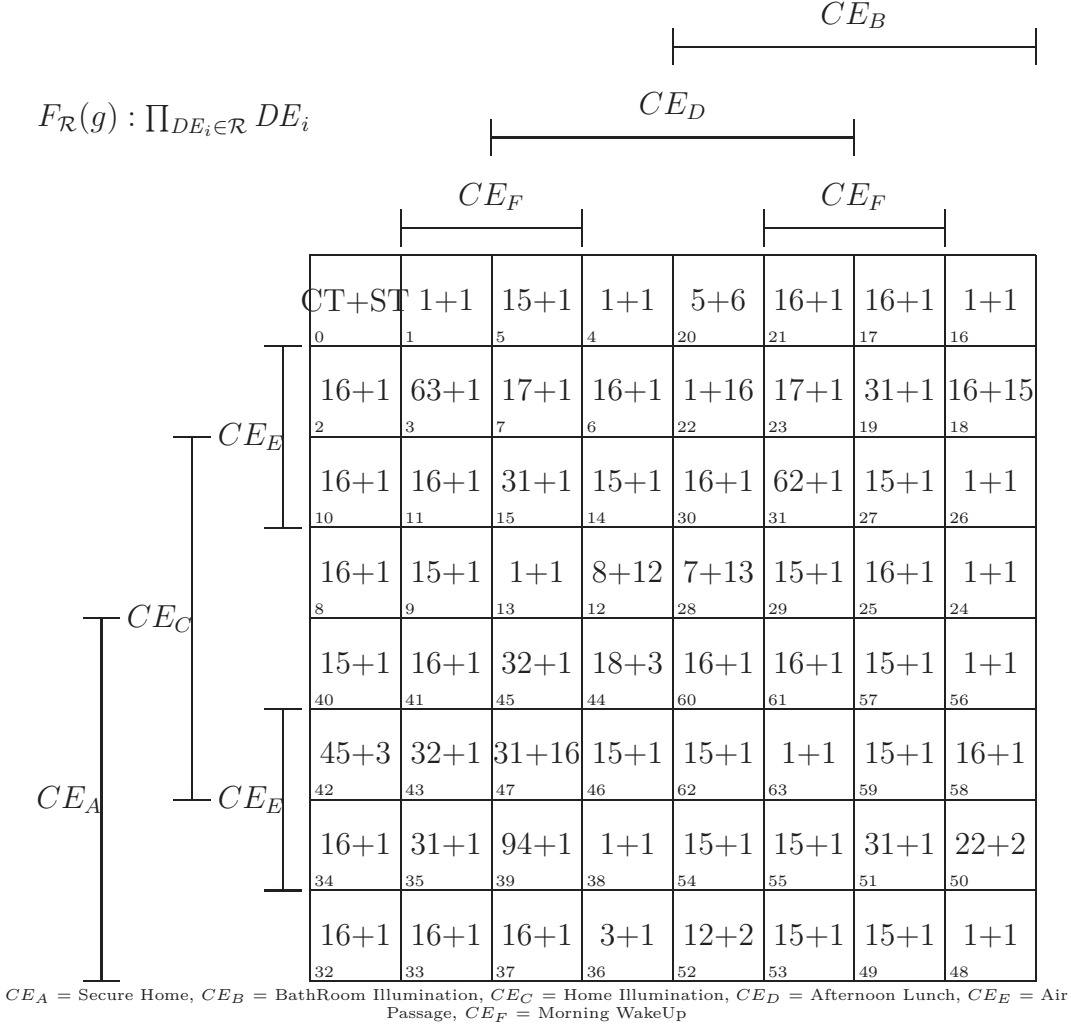 CE_B
F_R(g) : ∏_{DE_i∈R} DE_i
CE_D
CE_F CE_F
CT+ST 1+1 15+1 1+1 5+6 16+1 16+1 1+1
0 1 5 4 20 21 17 16
16+1 63+1 17+1 16+1 1+16 17+1 31+1 16+15
2 3 7 6 22 23 19 18
CE_E
16+1 16+1 31+1 15+1 16+1 62+1 15+1 1+1
10 11 15 14 30 31 27 26
16+1 15+1 1+1 8+12 7+13 15+1 16+1 1+1
8 9 13 12 28 29 25 24
CE_C
15+1 16+1 32+1 18+3 16+1 16+1 15+1 1+1
40 41 45 44 60 61 57 56
45+3 32+1 31+16 15+1 15+1 1+1 15+1 16+1
42 43 47 46 62 63 59 58
CE_A CE_E
16+1 31+1 94+1 1+1 15+1 15+1 31+1 22+2
34 35 39 38 54 55 51 50
16+1 16+1 16+1 3+1 12+2 15+1 15+1 1+1
32 33 37 36 52 53 49 48
CE_A = Secure Home, CE_B = BathRoom Illumination, CE_C = Home Illumination, CE_D = Afternoon Lunch, CE_E = Air
Passage, CE_F = Morning WakeUp